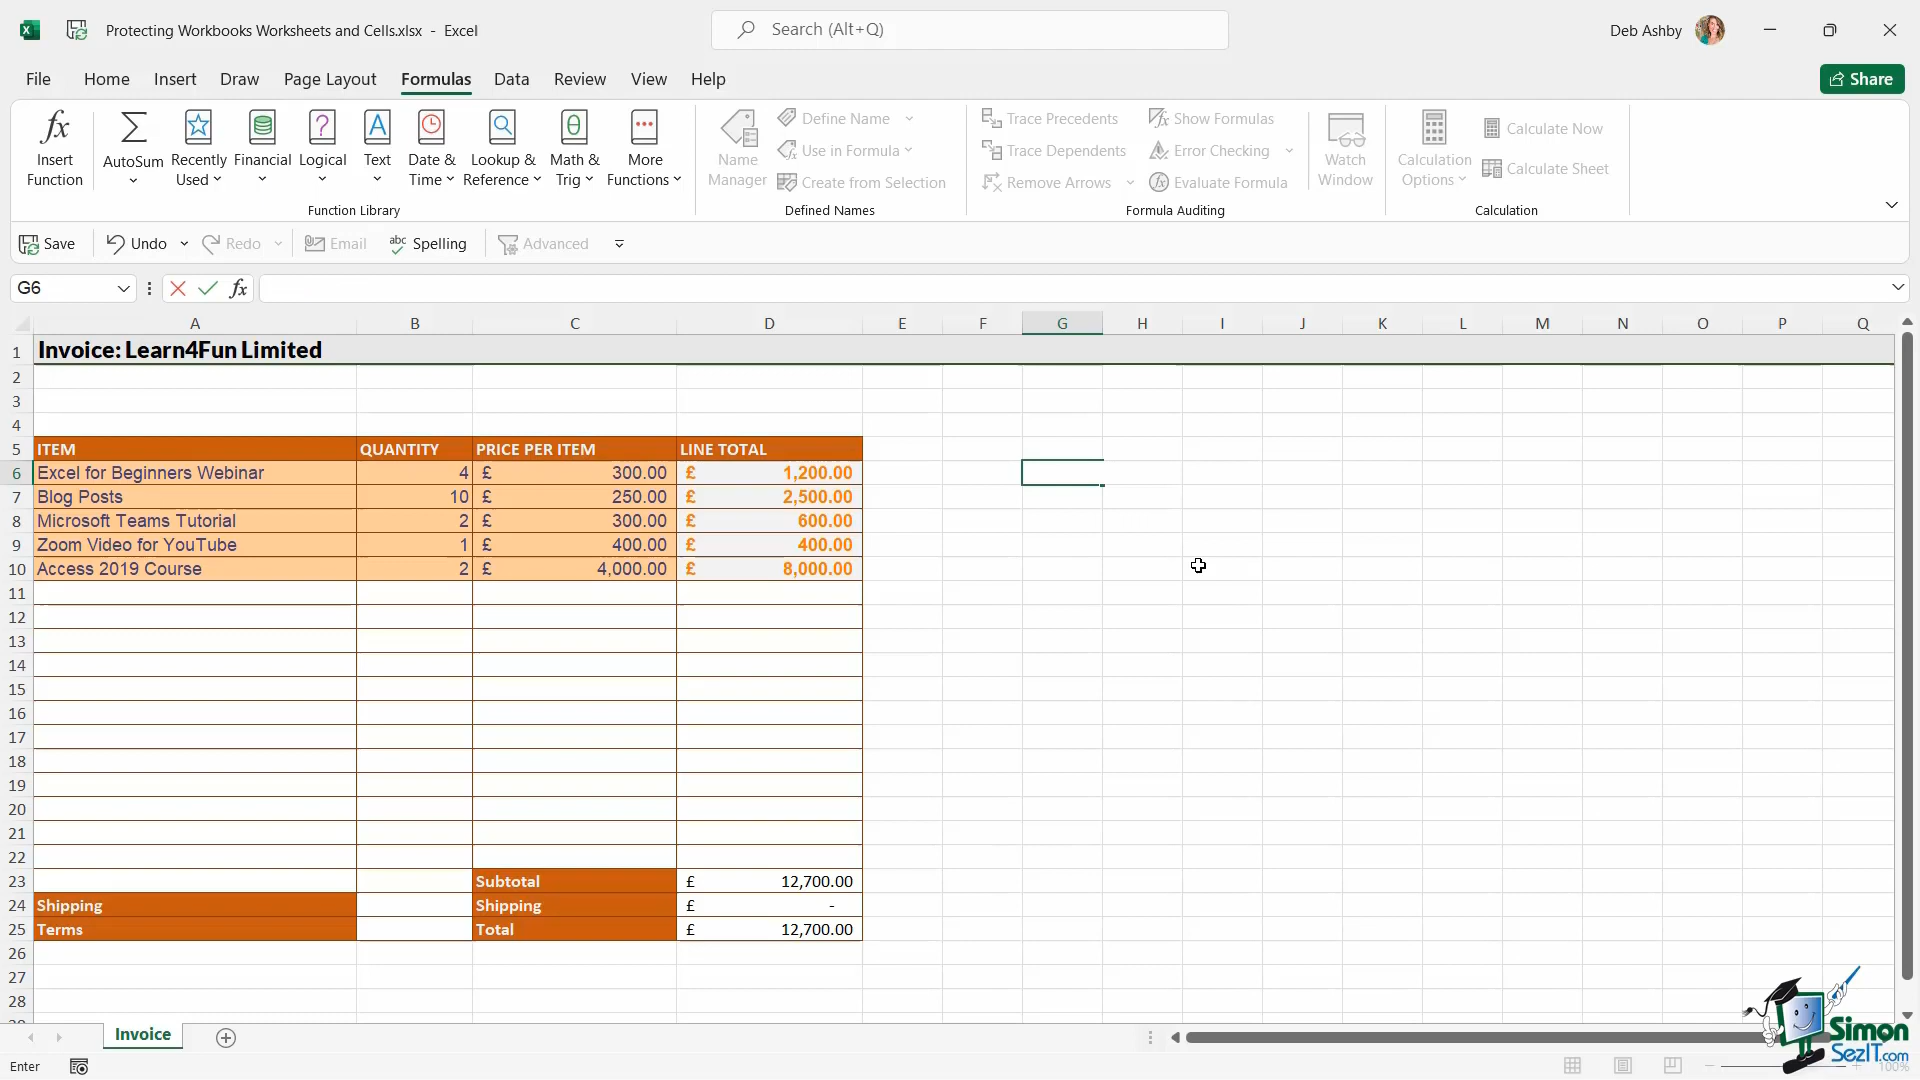 Protecting Workbooks Worksheets and Cells.xlsx - Excel
Search (Alt+Q)
Deb Ashby
File Home Insert Draw Page Layout Formulas Data Review View Help
Share
Insert Function
AutoSum
Recently Used
Financial
Logical
Text
Date & Time
Lookup & Reference
Math & Trig
More Functions
Function Library
Name Manager
Define Name
Use in Formula
Create from Selection
Defined Names
Trace Precedents
Trace Dependents
Remove Arrows
Show Formulas
Error Checking
Evaluate Formula
Formula Auditing
Watch Window
Calculation Options
Calculate Now
Calculate Sheet
Calculation
Save Undo Redo Email Spelling Advanced
G6 fx
A B C D E F G H I J K L M N O P Q
1 Invoice: Learn4Fun Limited
2
3
4
5 ITEM QUANTITY PRICE PER ITEM LINE TOTAL
6 Excel for Beginners Webinar 4 £ 300.00 £ 1,200.00
7 Blog Posts 10 £ 250.00 £ 2,500.00
8 Microsoft Teams Tutorial 2 £ 300.00 £ 600.00
9 Zoom Video for YouTube 1 £ 400.00 £ 400.00
10 Access 2019 Course 2 £ 4,000.00 £ 8,000.00
11
12
13
14
15
16
17
18
19
20
21
22
23 Subtotal £ 12,700.00
24 Shipping Shipping £ -
25 Terms Total £ 12,700.00
26
27
28
Invoice
Enter
100%
Simon
SezIT.com